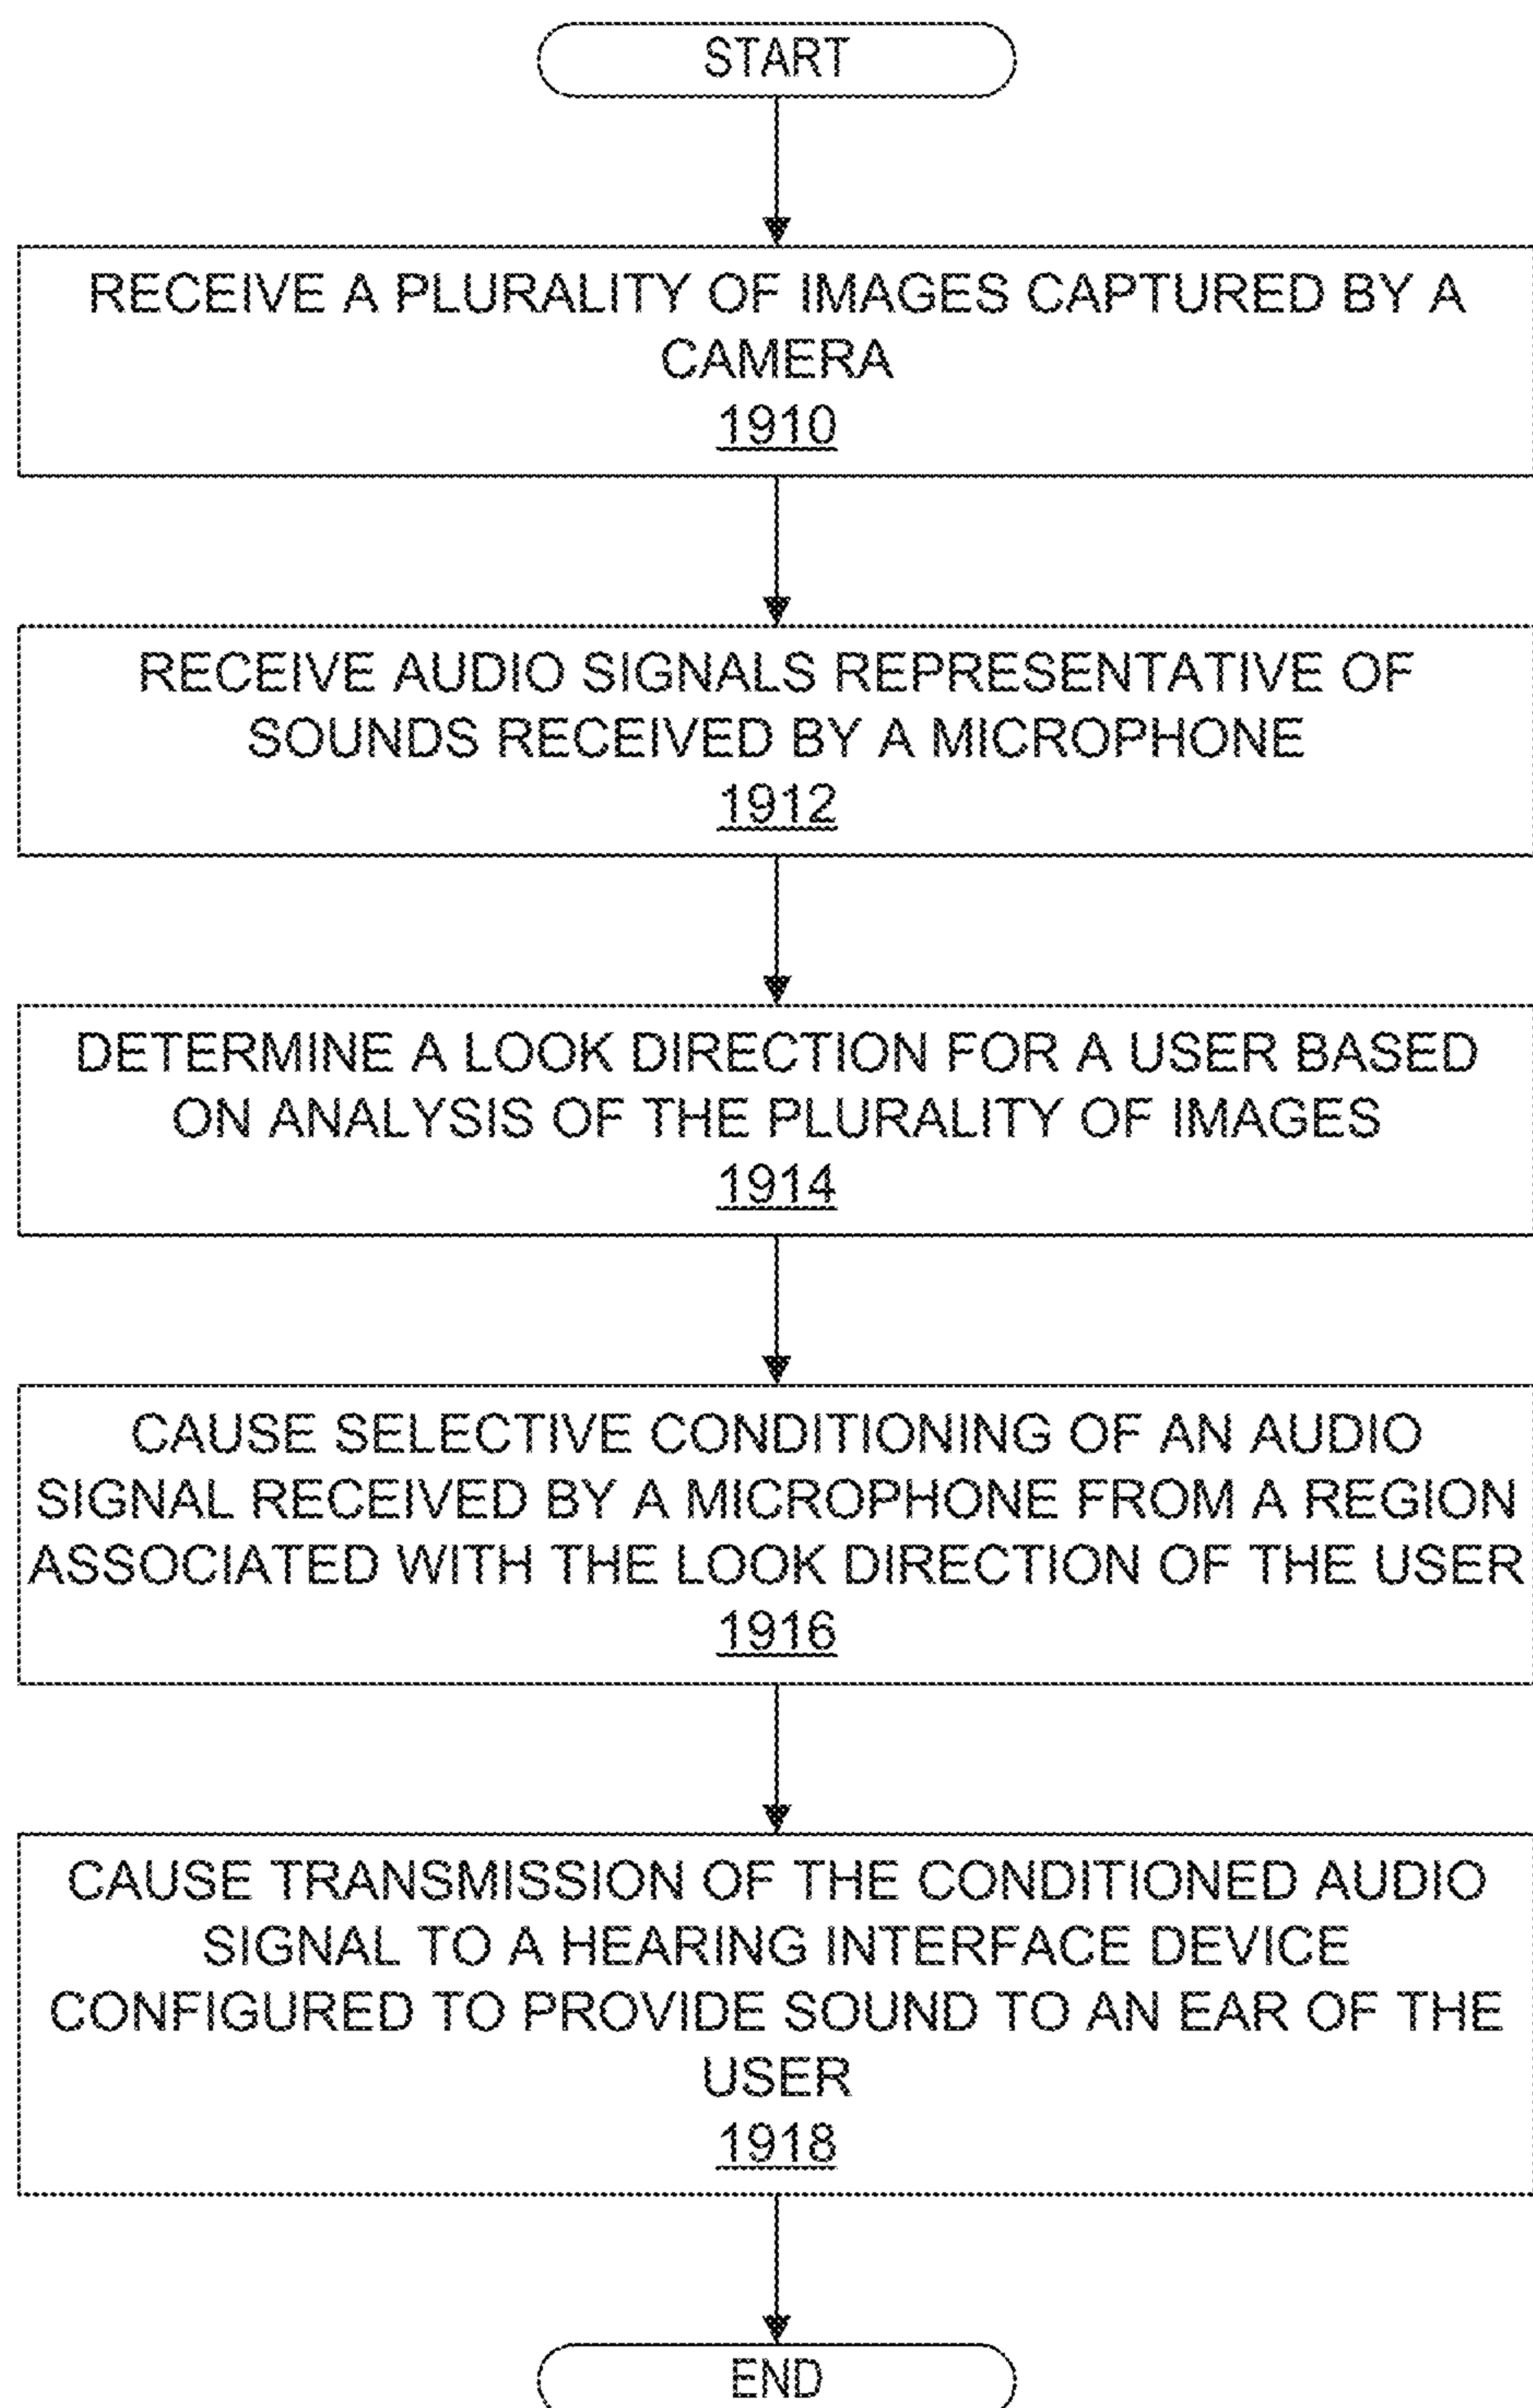 START
RECEIVE A PLURALITY OF IMAGES CAPTURED BY A
CAMERA
1910
RECEIVE AUDIO SIGNALS REPRESENTATIVE OF
SOUNDS RECEIVED BY A MICROPHONE
1912
DETERMINE A LOOK DIRECTION FOR A USER BASED
ON ANALYSIS OF THE PLURALITY OF IMAGES
1914
CAUSE SELECTIVE CONDITIONING OF AN AUDIO
SIGNAL RECEIVED BY A MICROPHONE FROM A REGION
ASSOCIATED WITH THE LOOK DIRECTION OF THE USER
1916
CAUSE TRANSMISSION OF THE CONDITIONED AUDIO
SIGNAL TO A HEARING INTERFACE DEVICE
CONFIGURED TO PROVIDE SOUND TO AN EAR OF THE
USER
1918
END